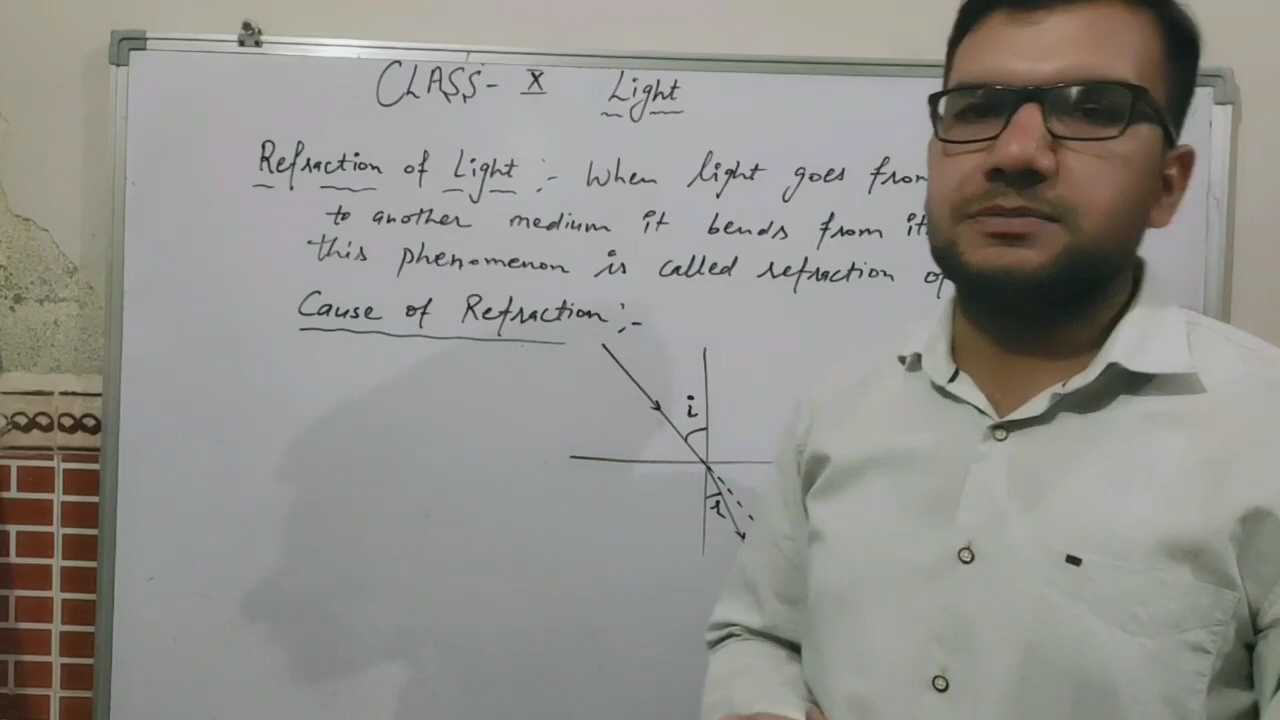 CLASS- X Light
Refraction of Light :- When light goes from
to another medium it bends from
this phenomenon is called refraction of
Cause of Refraction :-
i
r